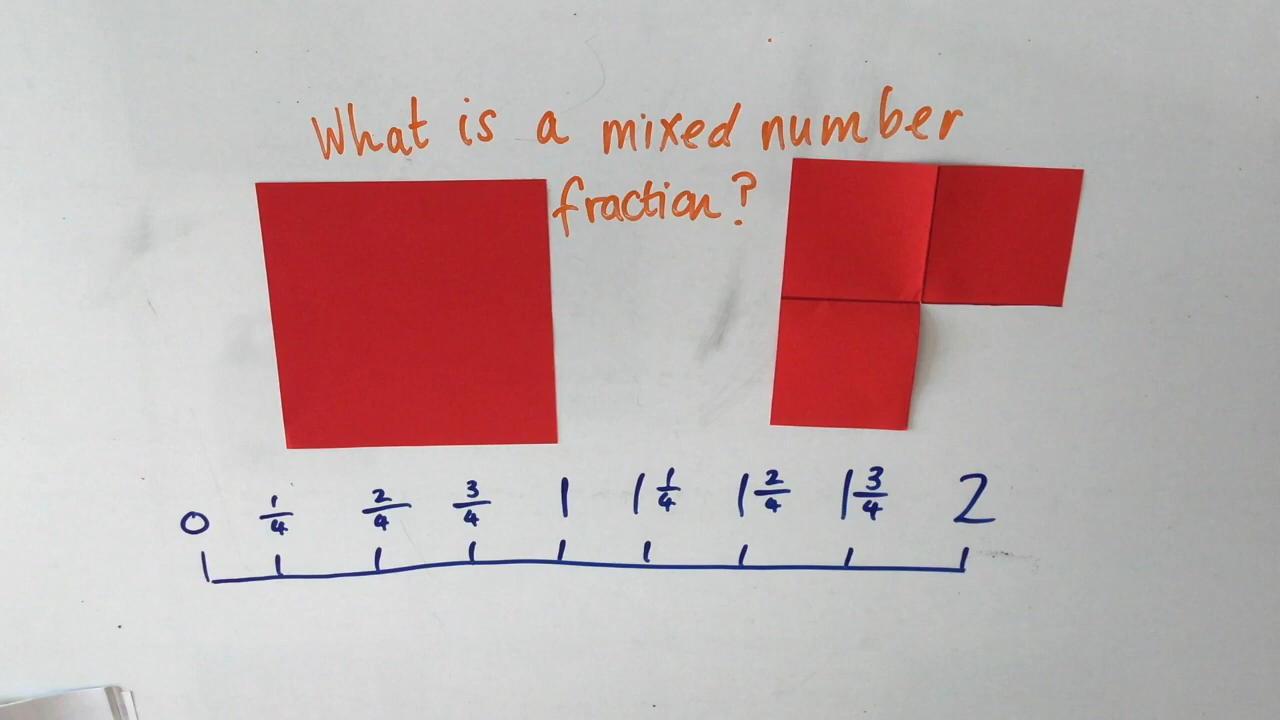 What is a mixed number
fraction?
0 1/4 2/4 3/4 1 1 1/4 1 2/4 1 3/4 2